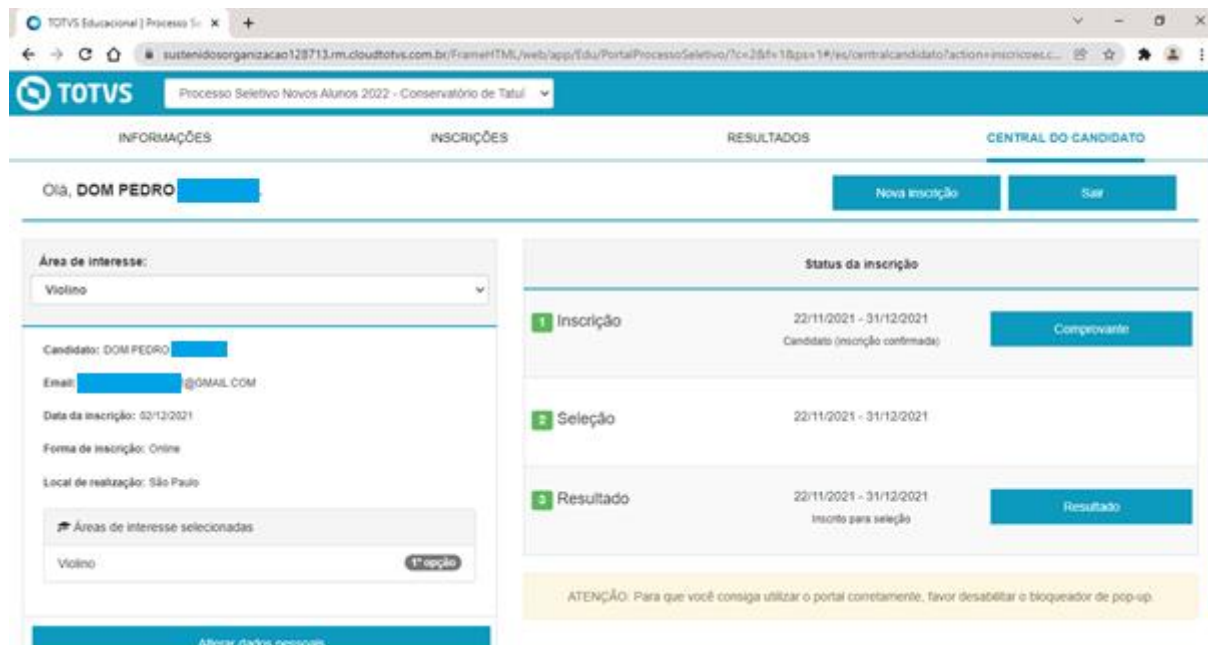 TOTVS Educacional | Processo Se
sustenidosorganizacao128713.rm.cloudtotvs.com.br/FrameHTML/web/app/Edu/PortalProcessoSeletivo/?c=2&f=1&ps=1#/es/centralcandidato?action=inscricoes.c...
TOTVS
Processo Seletivo Novos Alunos 2022 - Conservatório de Tatuí
INFORMAÇÕES INSCRIÇÕES RESULTADOS CENTRAL DO CANDIDATO
Olá, DOM PEDRO .
Nova inscrição Sair
Área de interesse:
Violino
Candidato: DOM PEDRO
Email: @GMAIL.COM
Data da inscrição: 02/12/2021
Forma de inscrição: Online
Local de realização: São Paulo
Áreas de interesse selecionadas
Violino 1ª opção
Alterar dados pessoais
Status da inscrição
1 Inscrição 22/11/2021 - 31/12/2021 Comprovante
Candidato (inscrição confirmada)
2 Seleção 22/11/2021 - 31/12/2021
3 Resultado 22/11/2021 - 31/12/2021 Resultado
Inscrito para seleção
ATENÇÃO: Para que você consiga utilizar o portal corretamente, favor desabilitar o bloqueador de pop-up.